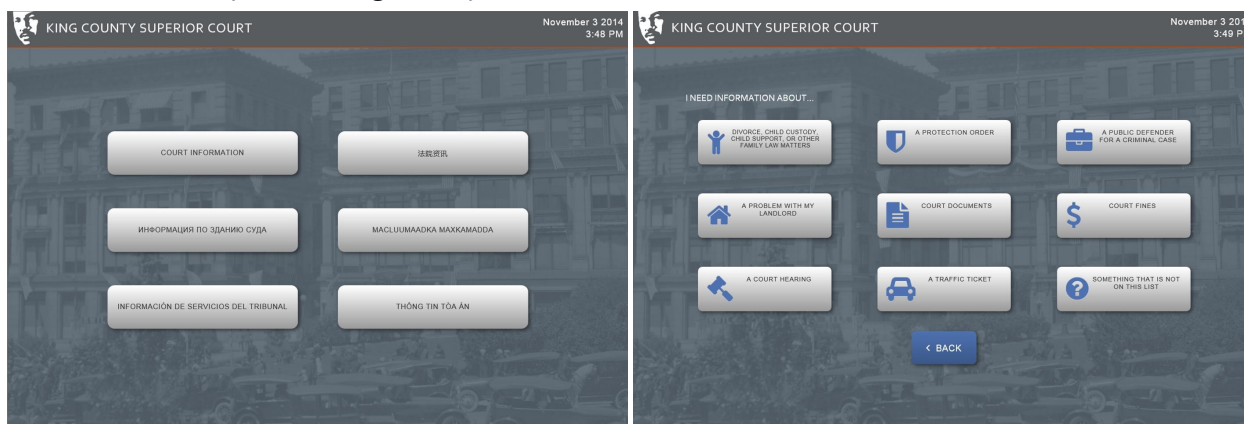 KING COUNTY SUPERIOR COURT
November 3 2014
3:48 PM
COURT INFORMATION
法院资讯
ИНФОРМАЦИЯ ПО ЗДАНИЮ СУДА
MACLUUMAADKA MAXKAMADDA
INFORMACIÓN DE SERVICIOS DEL TRIBUNAL
THÔNG TIN TÒA ÁN
KING COUNTY SUPERIOR COURT
November 3 201
3:49 P
I NEED INFORMATION ABOUT...
DIVORCE, CHILD CUSTODY,
CHILD SUPPORT, OR OTHER
FAMILY LAW MATTERS
A PROTECTION ORDER
A PUBLIC DEFENDER
FOR A CRIMINAL CASE
A PROBLEM WITH MY
LANDLORD
COURT DOCUMENTS
COURT FINES
A COURT HEARING
A TRAFFIC TICKET
SOMETHING THAT IS NOT
ON THIS LIST
< BACK